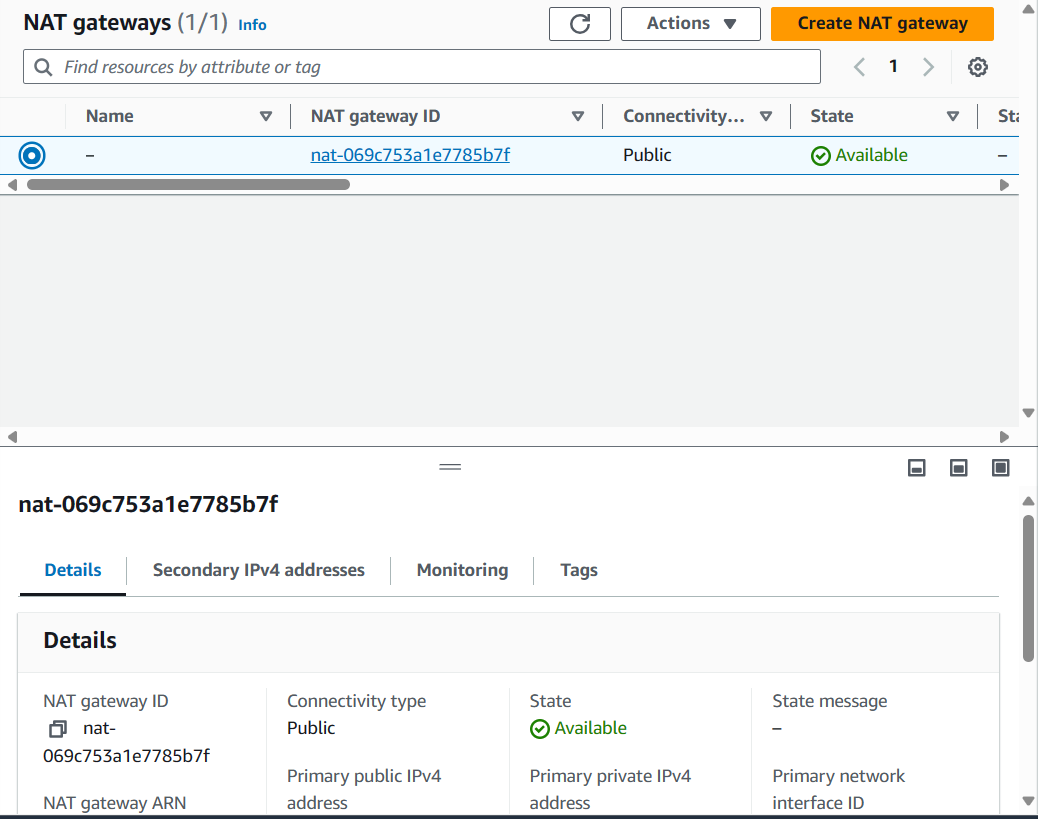 NAT gateways (1/1) Info
Actions
Create NAT gateway
Find resources by attribute or tag
1
Name NAT gateway ID Connectivity... State Sta
– nat-069c753a1e7785b7f Public Available –
nat-069c753a1e7785b7f
Details Secondary IPv4 addresses Monitoring Tags
Details
NAT gateway ID
nat-
069c753a1e7785b7f
NAT gateway ARN
Connectivity type
Public
Primary public IPv4
address
State
Available
Primary private IPv4
address
State message
–
Primary network
interface ID